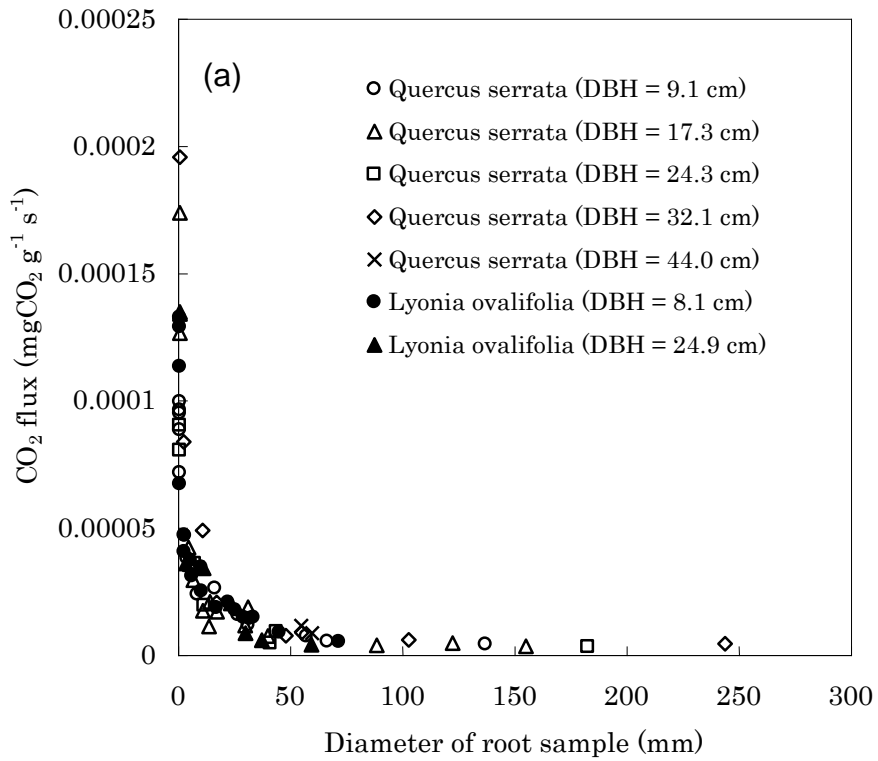 0.00025
(a)
Quercus serrata (DBH = 9.1 cm)
Quercus serrata (DBH = 17.3 cm)
0.0002
Quercus serrata (DBH = 24.3 cm)
Quercus serrata (DBH = 32.1 cm)
0.00015
Quercus serrata (DBH = 44.0 cm)
Lyonia ovalifolia (DBH = 8.1 cm)
Lyonia ovalifolia (DBH = 24.9 cm)
0.0001
0.00005
0
CO₂ flux (mgCO₂ g⁻¹ s⁻¹)
0 50 100 150 200 250 300
Diameter of root sample (mm)